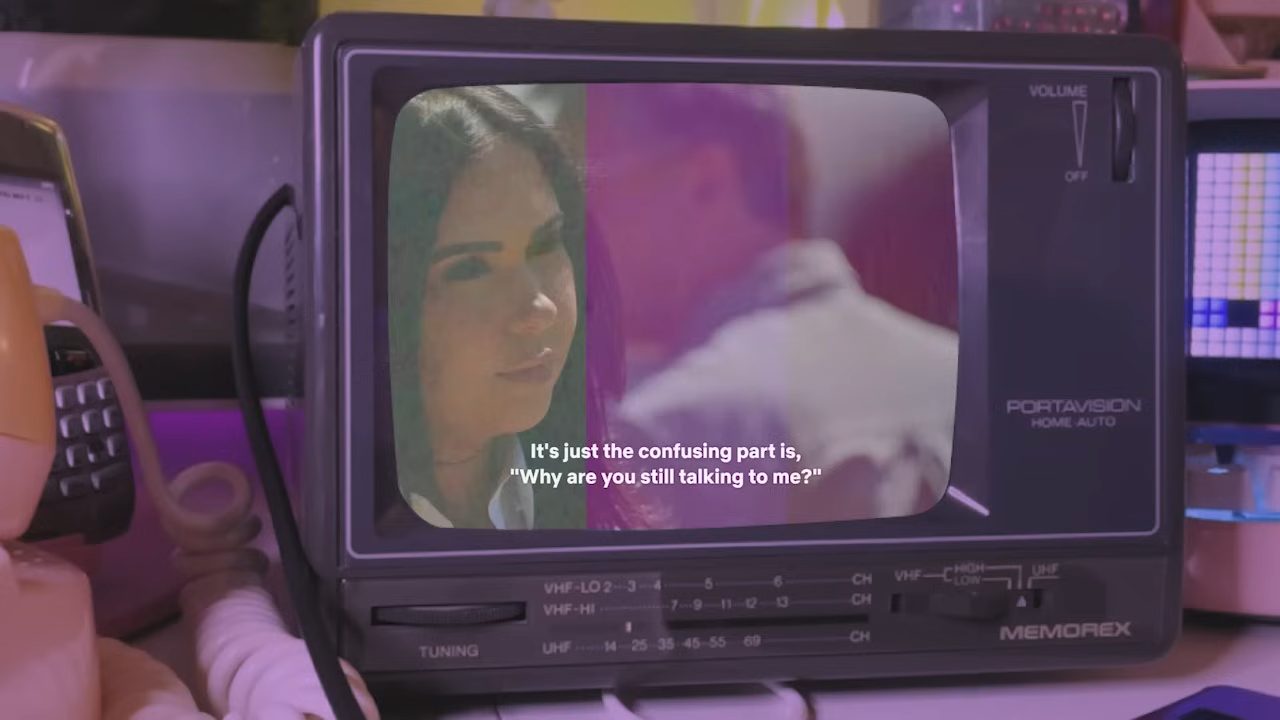 VOLUME
OFF
It's just the confusing part is,
"Why are you still talking to me?"
PORTAVISION
HOME AUTO
VHF-LO 2 3 4 5 6 CH
VHF-HI 7 9 11 12 13 CH
UHF 14 25 35 45 55 69 CH
TUNING
VHF HIGH LOW UHF
MEMOREX